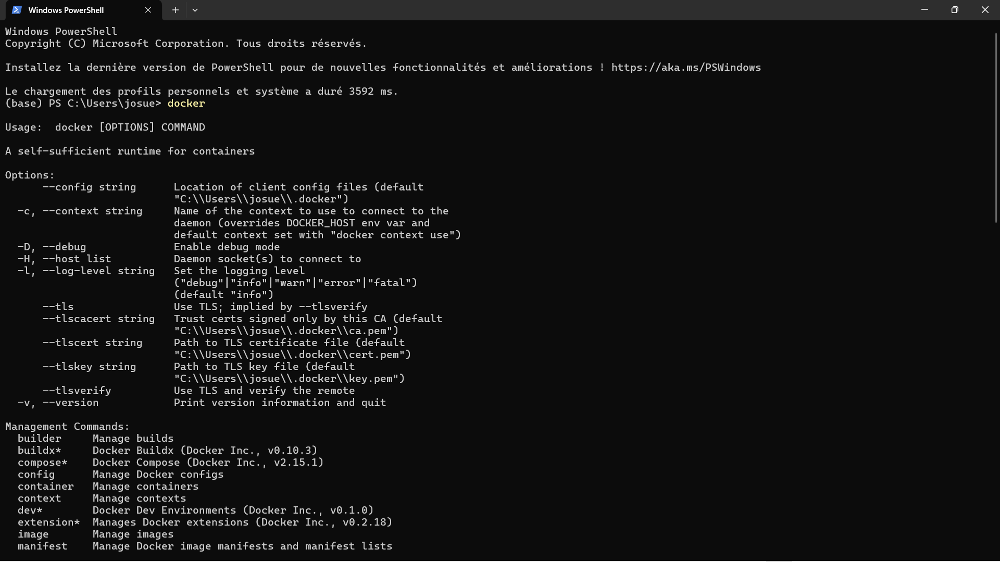 Windows PowerShell
Windows PowerShell
Copyright (C) Microsoft Corporation. Tous droits réservés.
Installez la dernière version de PowerShell pour de nouvelles fonctionnalités et améliorations ! https://aka.ms/PSWindows
Le chargement des profils personnels et système a duré 3592 ms.
(base) PS C:\Users\josue> docker
Usage:  docker [OPTIONS] COMMAND
A self-sufficient runtime for containers
Options:
      --config string      Location of client config files (default
                           "C:\\Users\\josue\\.docker")
  -c, --context string     Name of the context to use to connect to the
                           daemon (overrides DOCKER_HOST env var and
                           default context set with "docker context use")
  -D, --debug              Enable debug mode
  -H, --host list          Daemon socket(s) to connect to
  -l, --log-level string   Set the logging level
                           ("debug"|"info"|"warn"|"error"|"fatal")
                           (default "info")
      --tls                Use TLS; implied by --tlsverify
      --tlscacert string   Trust certs signed only by this CA (default
                           "C:\\Users\\josue\\.docker\\ca.pem")
      --tlscert string     Path to TLS certificate file (default
                           "C:\\Users\\josue\\.docker\\cert.pem")
      --tlskey string      Path to TLS key file (default
                           "C:\\Users\\josue\\.docker\\key.pem")
      --tlsverify          Use TLS and verify the remote
  -v, --version            Print version information and quit
Management Commands:
  builder     Manage builds
  buildx*     Docker Buildx (Docker Inc., v0.10.3)
  compose*    Docker Compose (Docker Inc., v2.15.1)
  config      Manage Docker configs
  container   Manage containers
  context     Manage contexts
  dev*        Docker Dev Environments (Docker Inc., v0.1.0)
  extension*  Manages Docker extensions (Docker Inc., v0.2.18)
  image       Manage images
  manifest    Manage Docker image manifests and manifest lists